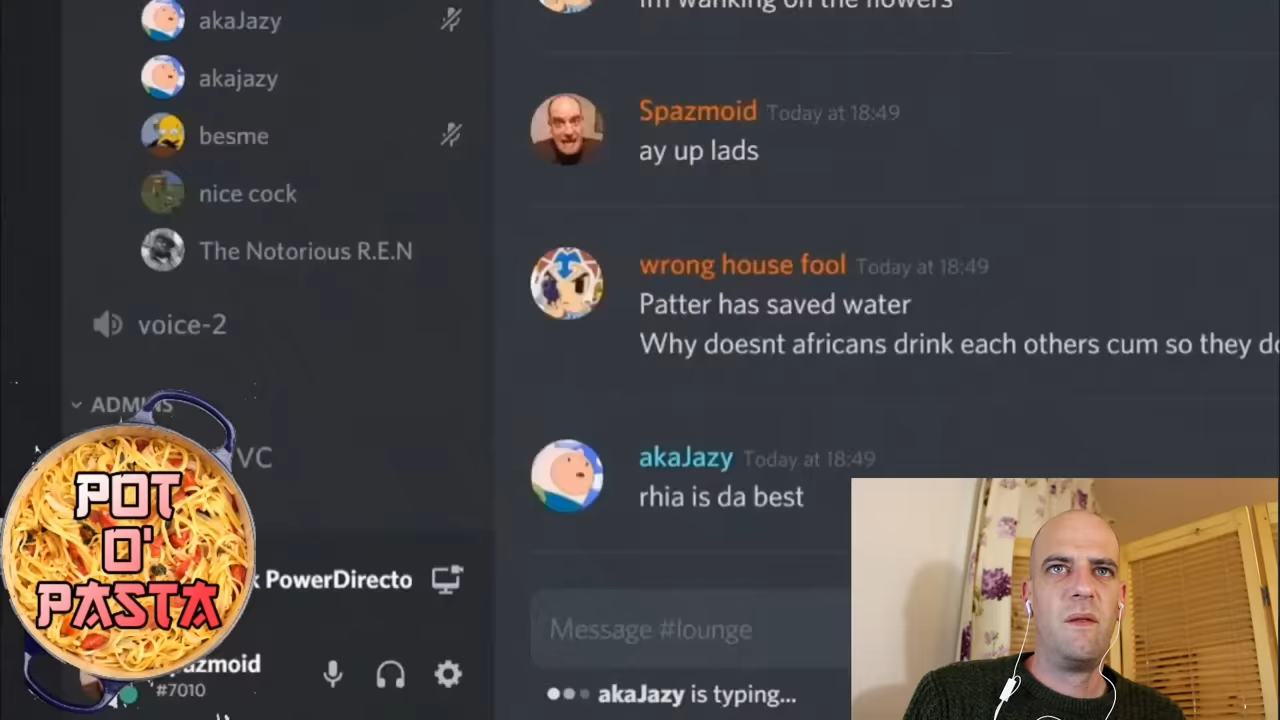 akaJazy
akajazy
besme
nice cock
The Notorious R.E.N
voice-2
ADMINS
VC
PowerDirecto
#7010
POT
O'
PASTA
im wanking on the flowers
Spazmoid Today at 18:49
ay up lads
wrong house fool Today at 18:49
Patter has saved water
Why doesnt africans drink each others cum so they
akaJazy Today at 18:49
rhia is da best
Message #lounge
akaJazy is typing...